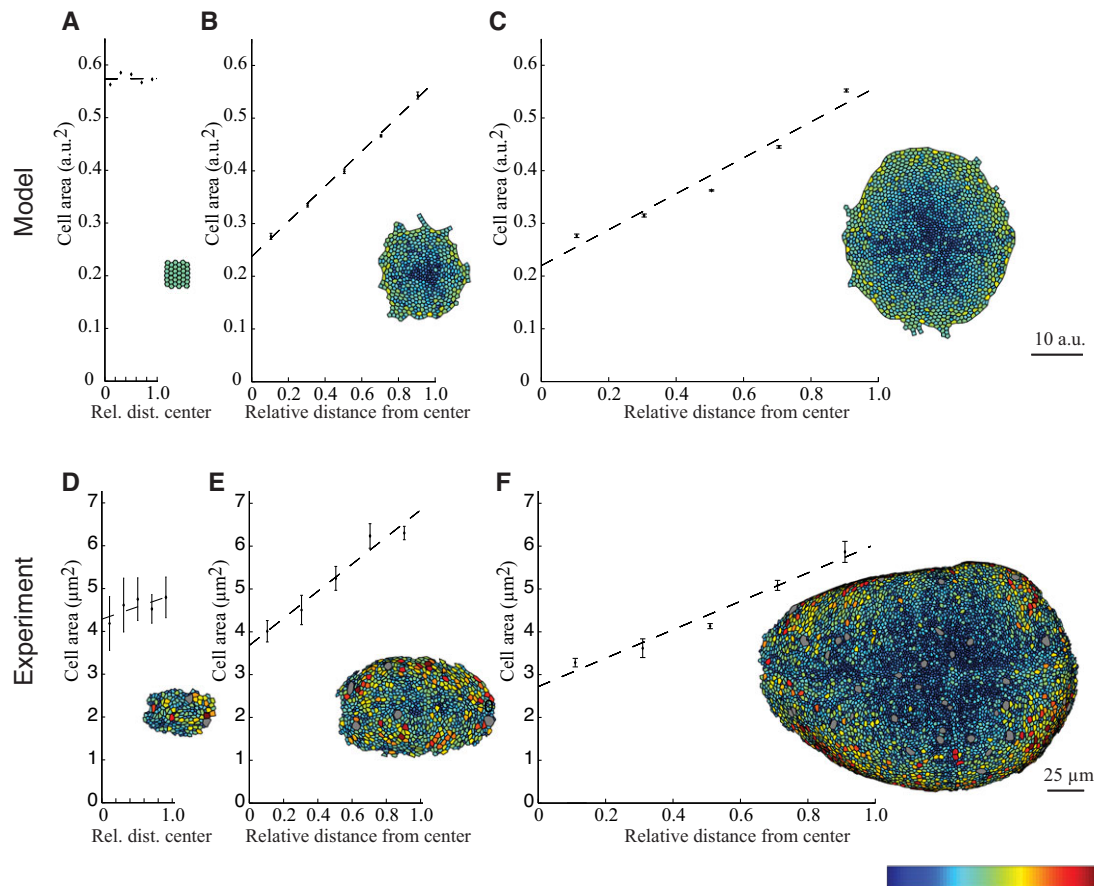 A
B
C
Model
Cell area (a.u.²)
0.6
0.5
0.4
0.3
0.2
0.1
0
0 1.0
Rel. dist. center
Cell area (a.u.²)
0.6
0.5
0.4
0.3
0.2
0.1
0
0 0.2 0.4 0.6 0.8 1.0
Relative distance from center
Cell area (a.u.²)
0.6
0.5
0.4
0.3
0.2
0.1
0
0 0.2 0.4 0.6 0.8 1.0
Relative distance from center
10 a.u.
D
E
F
Experiment
Cell area (µm²)
7
6
5
4
3
2
1
0
0 1.0
Rel. dist. center
Cell area (µm²)
7
6
5
4
3
2
1
0
0 0.2 0.4 0.6 0.8 1.0
Relative distance from center
Cell area (µm²)
7
6
5
4
3
2
1
0
0 0.2 0.4 0.6 0.8 1.0
Relative distance from center
25 µm